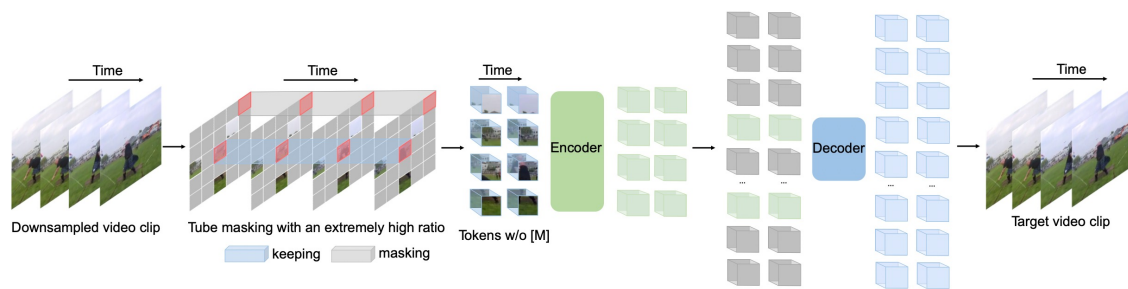 Time
Time
Time
Time
Encoder
Decoder
...
...
...
...
Downsampled video clip
Tube masking with an extremely high ratio
Tokens w/o [M]
Target video clip
keeping
masking